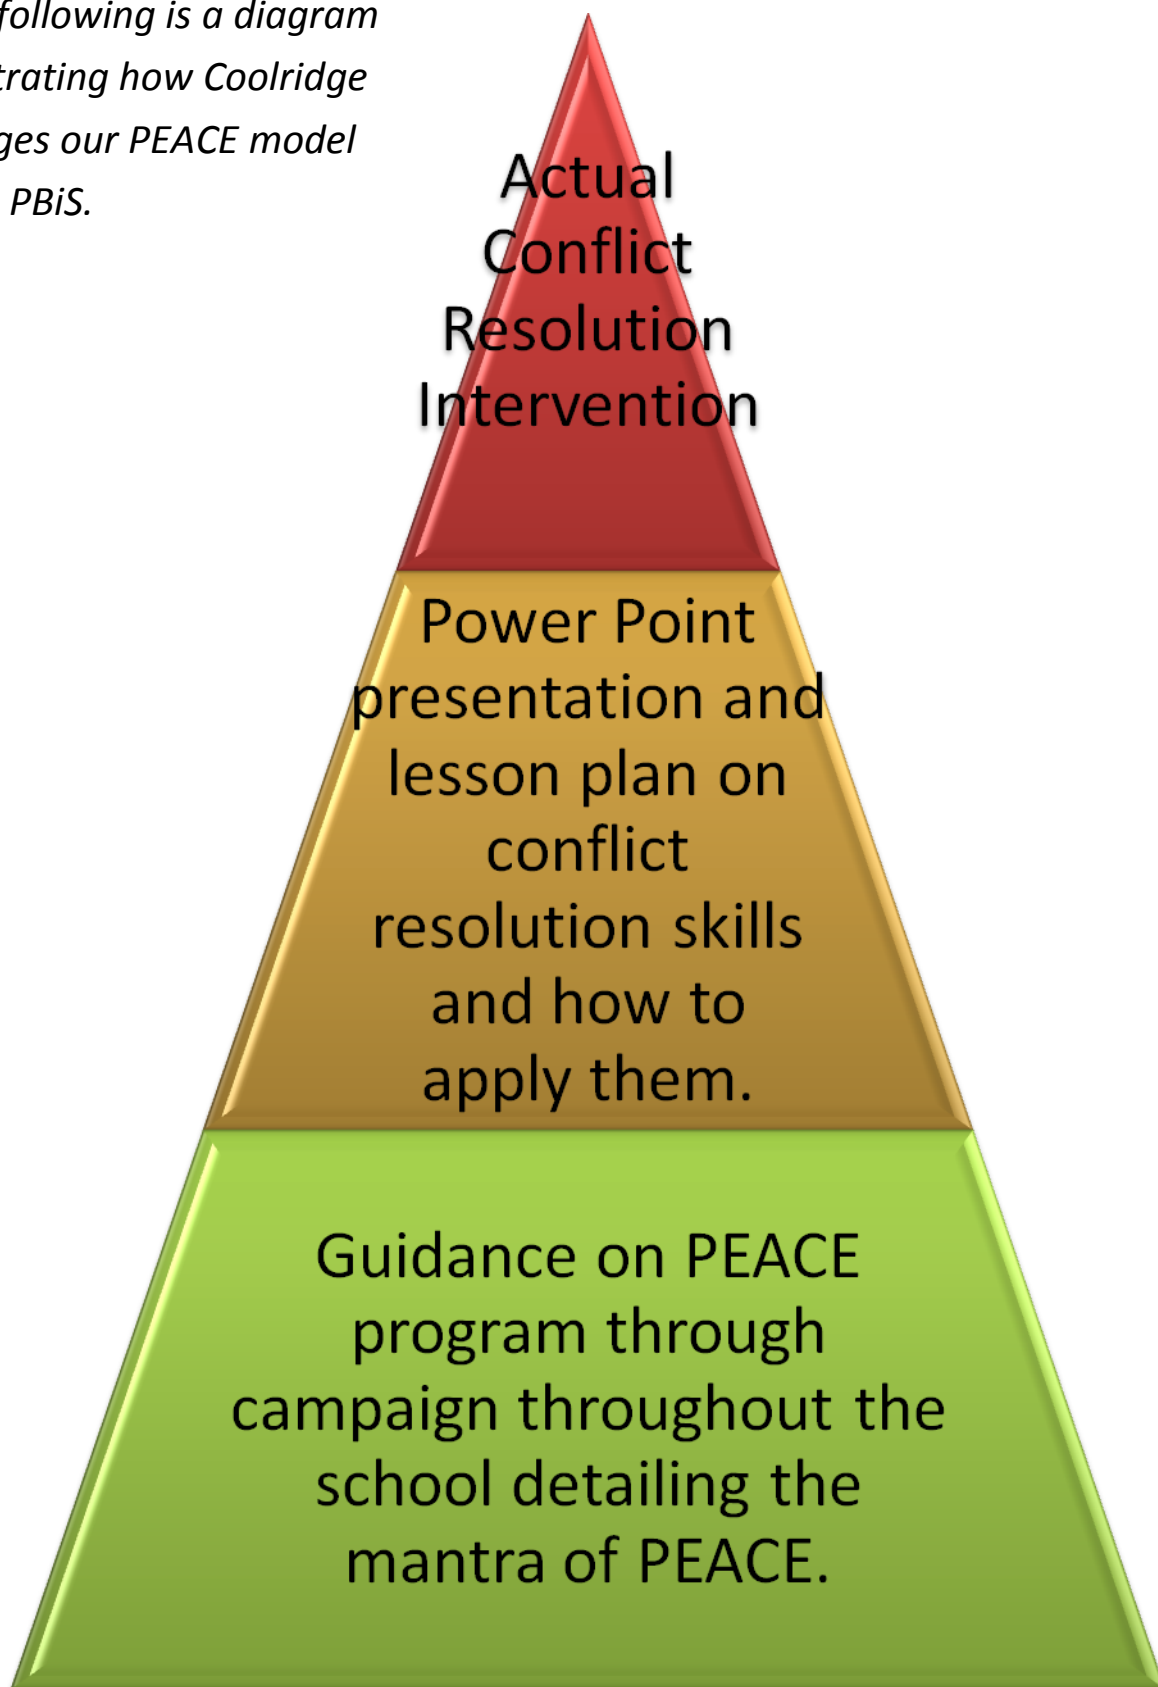 following is a diagram
trating how Coolridge
ges our PEACE model
PBiS.
Actual
Conflict
Resolution
Intervention
Power Point
presentation and
lesson plan on
conflict
resolution skills
and how to
apply them.
Guidance on PEACE
program through
campaign throughout the
school detailing the
mantra of PEACE.